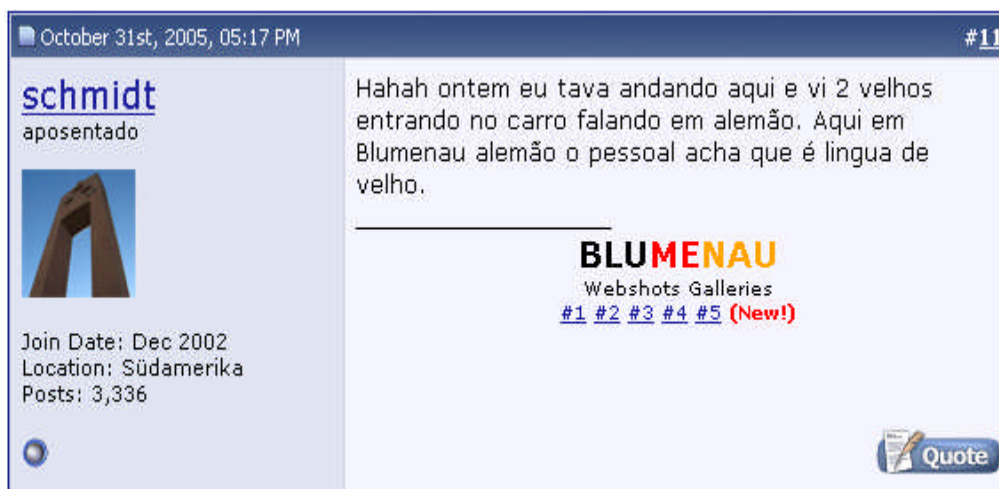 October 31st, 2005, 05:17 PM #11
schmidt
aposentado
Join Date: Dec 2002
Location: Südamerika
Posts: 3,336
Hahah ontem eu tava andando aqui e vi 2 velhos
entrando no carro falando em alemão. Aqui em
Blumenau alemão o pessoal acha que é lingua de
velho.
BLUMENAU
Webshots Galleries
#1 #2 #3 #4 #5 (New!)
Quote